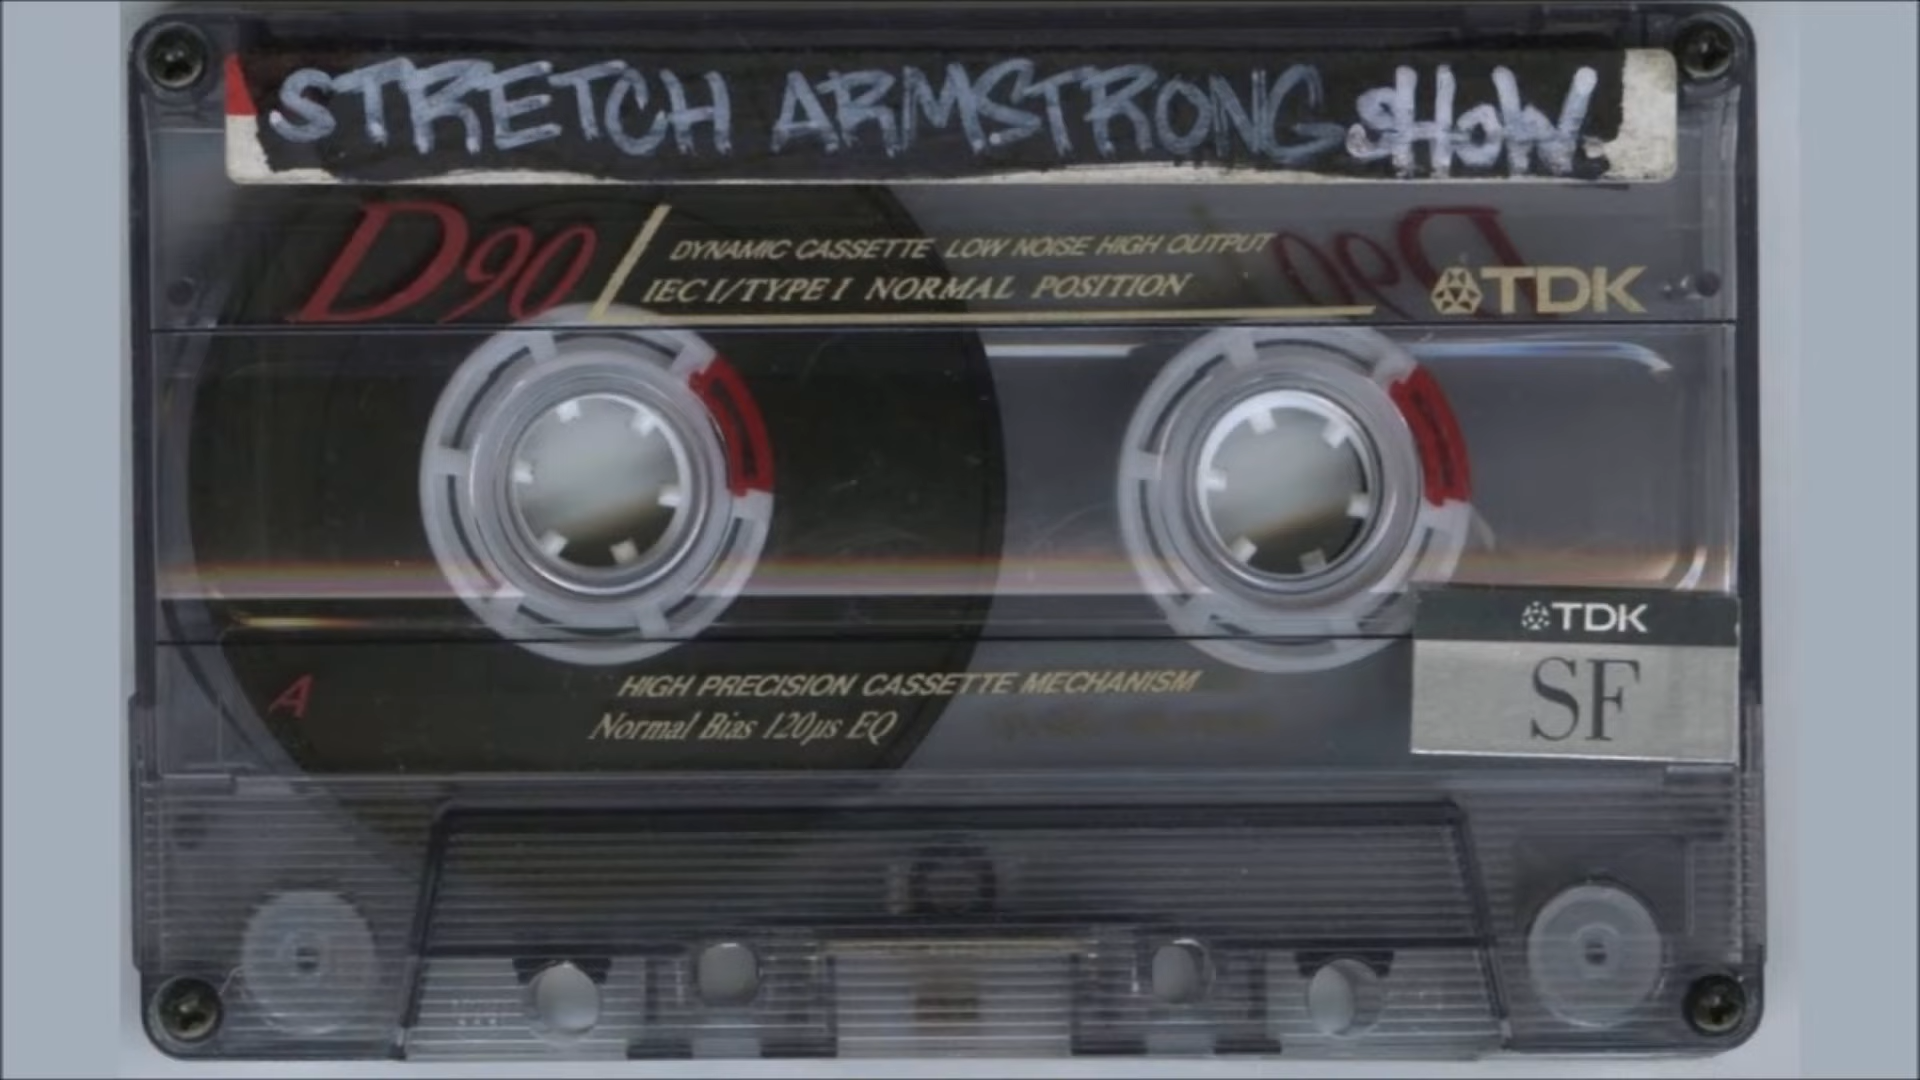 STRETCH ARMSTRONG SHOW.
D90
DYNAMIC CASSETTE LOW NOISE HIGH OUTPUT
IEC I/TYPE I NORMAL POSITION
D90
TDK
TDK
SF
A
HIGH PRECISION CASSETTE MECHANISM
Normal Bias 120µs EQ